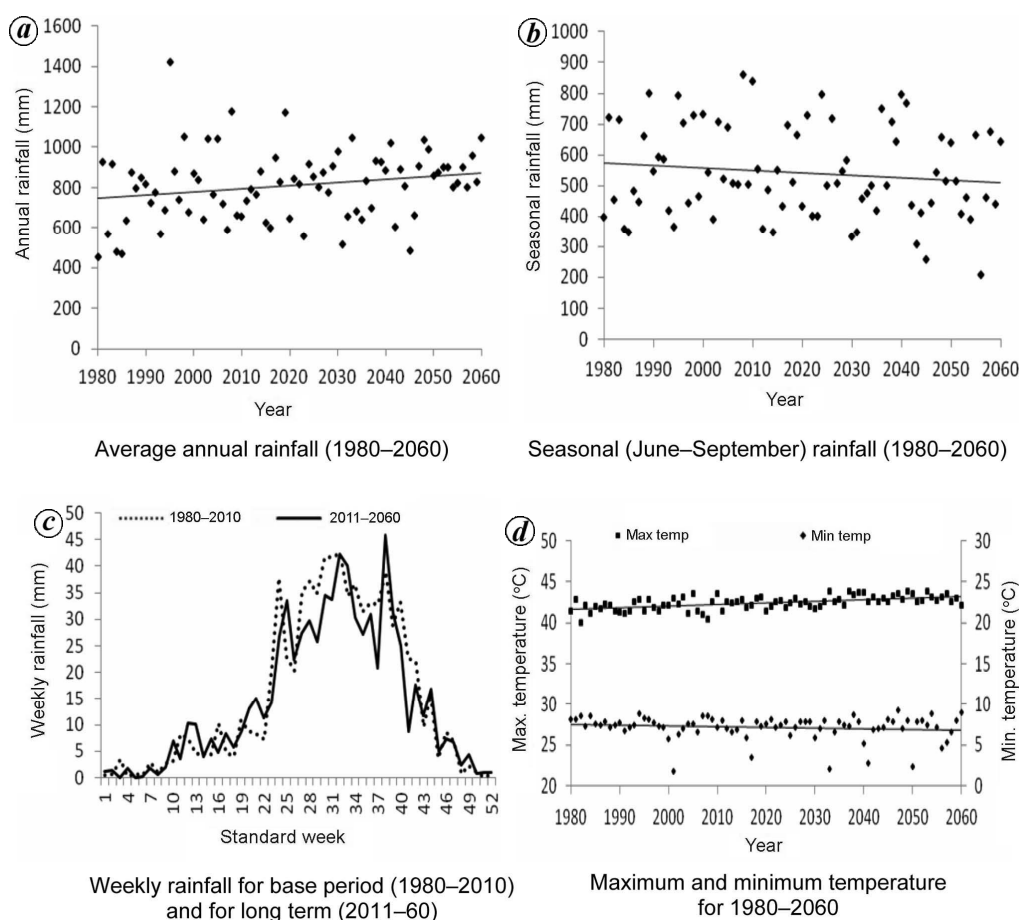 a
1600
1400
1200
1000
800
600
400
200
0
Annual rainfall (mm)
1980 1990 2000 2010 2020 2030 2040 2050 2060
Year
Average annual rainfall (1980–2060)
b
1000
900
800
700
600
500
400
300
200
100
0
Seasonal rainfall (mm)
1980 1990 2000 2010 2020 2030 2040 2050 2060
Year
Seasonal (June–September) rainfall (1980–2060)
c
1980–2010 2011–2060
50
45
40
35
30
25
20
15
10
5
0
Weekly rainfall (mm)
1 4 7 10 13 16 19 22 25 28 31 34 37 40 43 46 49 52
Standard week
Weekly rainfall for base period (1980–2010)
and for long term (2011–60)
d
Max temp Min temp
50
45
40
35
30
25
20
Max. temperature (°C)
30
25
20
15
10
5
0
Min. temperature (°C)
1980 1990 2000 2010 2020 2030 2040 2050 2060
Year
Maximum and minimum temperature
for 1980–2060